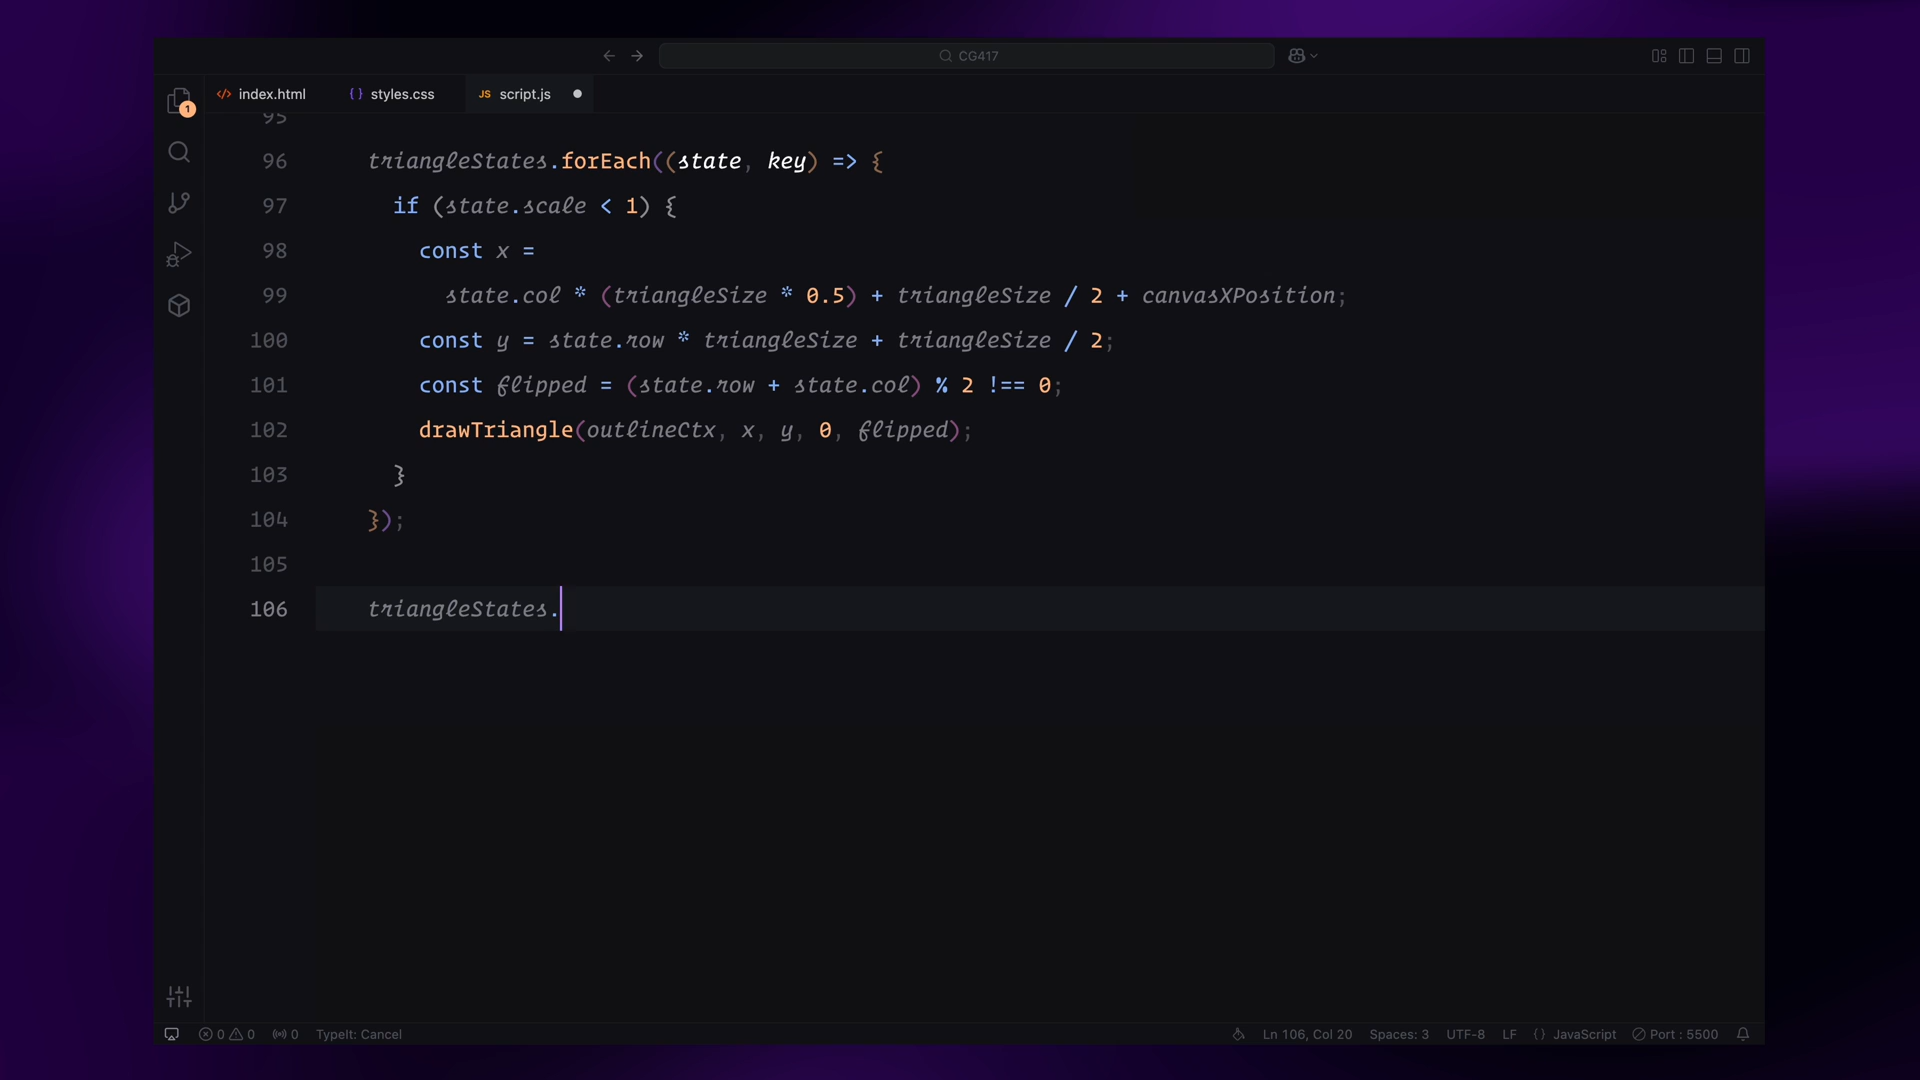 CG417
index.html
styles.css
JS script.js
1
95
96 triangleStates.forEach((state, key) => {
97 if (state.scale < 1) {
98 const x =
99 state.col * (triangleSize * 0.5) + triangleSize / 2 + canvasXPosition;
100 const y = state.row * triangleSize + triangleSize / 2;
101 const flipped = (state.row + state.col) % 2 !== 0;
102 drawTriangle(outlineCtx, x, y, 0, flipped);
103 }
104 });
105
106 triangleStates.
0 0 0 TypeIt: Cancel Ln 106, Col 20 Spaces: 3 UTF-8 LF {} JavaScript Port : 5500